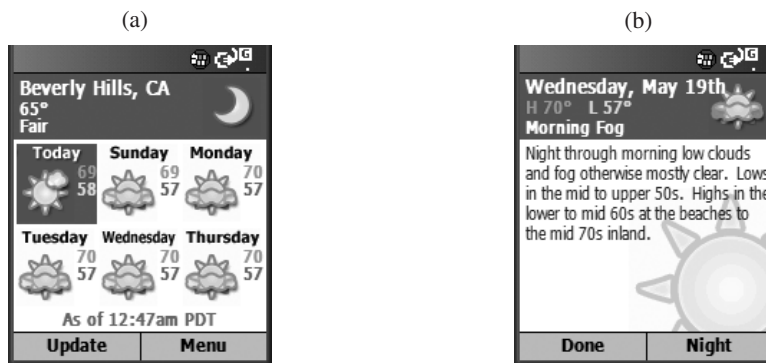 (a)
Beverly Hills, CA
65°
Fair
Today Sunday Monday
69 69 70
58 57 57
Tuesday Wednesday Thursday
70 70 70
57 57 57
As of 12:47am PDT
Update Menu
(b)
Wednesday, May 19th
H 70° L 57°
Morning Fog
Night through morning low clouds
and fog otherwise mostly clear. Lows
in the mid to upper 50s. Highs in the
lower to mid 60s at the beaches to
the mid 70s inland.
Done Night